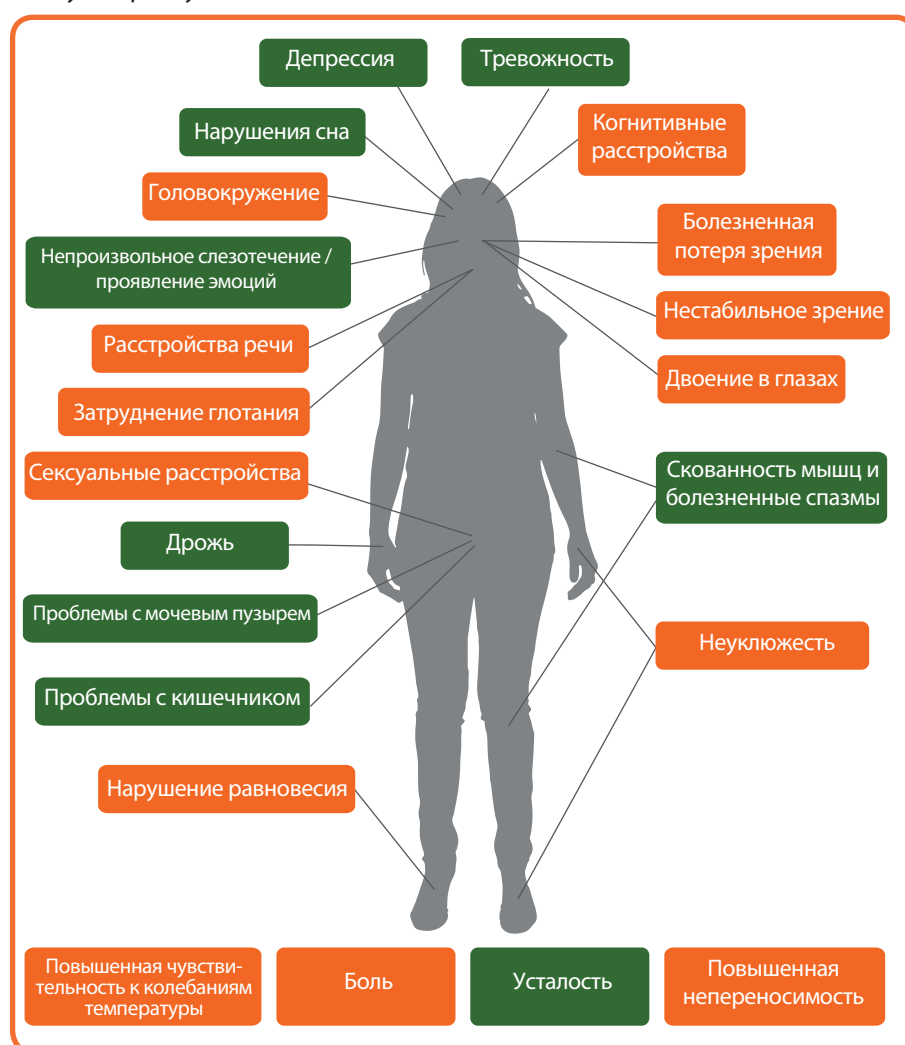 Депрессия
Тревожность
Нарушения сна
Когнитивные
расстройства
Головокружение
Болезненная
потеря зрения
Непроизвольное слезотечение /
проявление эмоций
Нестабильное зрение
Расстройства речи
Двоение в глазах
Затруднение глотания
Сексуальные расстройства
Скованность мышц и
болезненные спазмы
Дрожь
Проблемы с мочевым пузырем
Неуклюжесть
Проблемы с кишечником
Нарушение равновесия
Повышенная чувстви-
тельность к колебаниям
температуры
Боль
Усталость
Повышенная
непереносимость